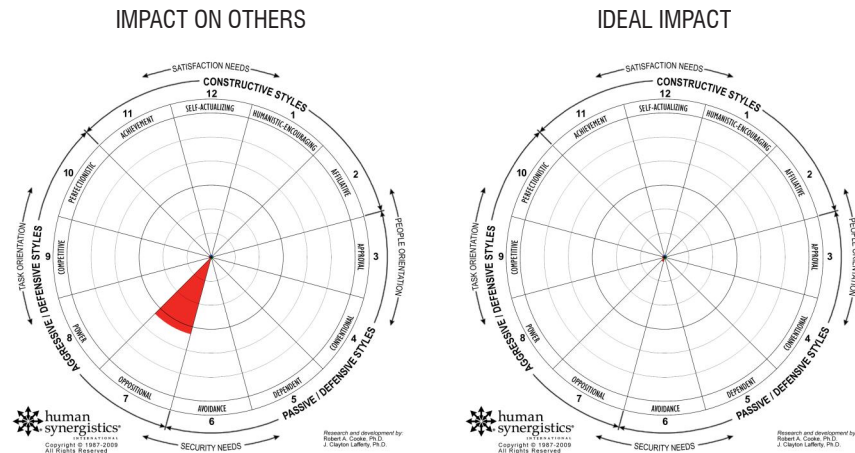 IMPACT ON OTHERS
SATISFACTION NEEDS
CONSTRUCTIVE STYLES
12
SELF-ACTUALIZING
1
HUMANISTIC-ENCOURAGING
2
AFFILIATIVE
PEOPLE ORIENTATION
3
APPROVAL
4
CONVENTIONAL
5
DEPENDENT
PASSIVE / DEFENSIVE STYLES
6
AVOIDANCE
SECURITY NEEDS
7
OPPOSITIONAL
8
POWER
AGGRESSIVE / DEFENSIVE STYLES
9
COMPETITIVE
TASK ORIENTATION
10
PERFECTIONISTIC
11
ACHIEVEMENT
human
synergistics®
INTERNATIONAL
Copyright © 1987-2009
All Rights Reserved
Research and development by:
Robert A. Cooke, Ph.D.
J. Clayton Lafferty, Ph.D.
IDEAL IMPACT
SATISFACTION NEEDS
CONSTRUCTIVE STYLES
12
SELF-ACTUALIZING
1
HUMANISTIC-ENCOURAGING
2
AFFILIATIVE
PEOPLE ORIENTATION
3
APPROVAL
4
CONVENTIONAL
5
DEPENDENT
PASSIVE / DEFENSIVE STYLES
6
AVOIDANCE
SECURITY NEEDS
7
OPPOSITIONAL
8
POWER
AGGRESSIVE / DEFENSIVE STYLES
9
COMPETITIVE
TASK ORIENTATION
10
PERFECTIONISTIC
11
ACHIEVEMENT
human
synergistics®
INTERNATIONAL
Copyright © 1987-2009
All Rights Reserved
Research and development by:
Robert A. Cooke, Ph.D.
J. Clayton Lafferty, Ph.D.